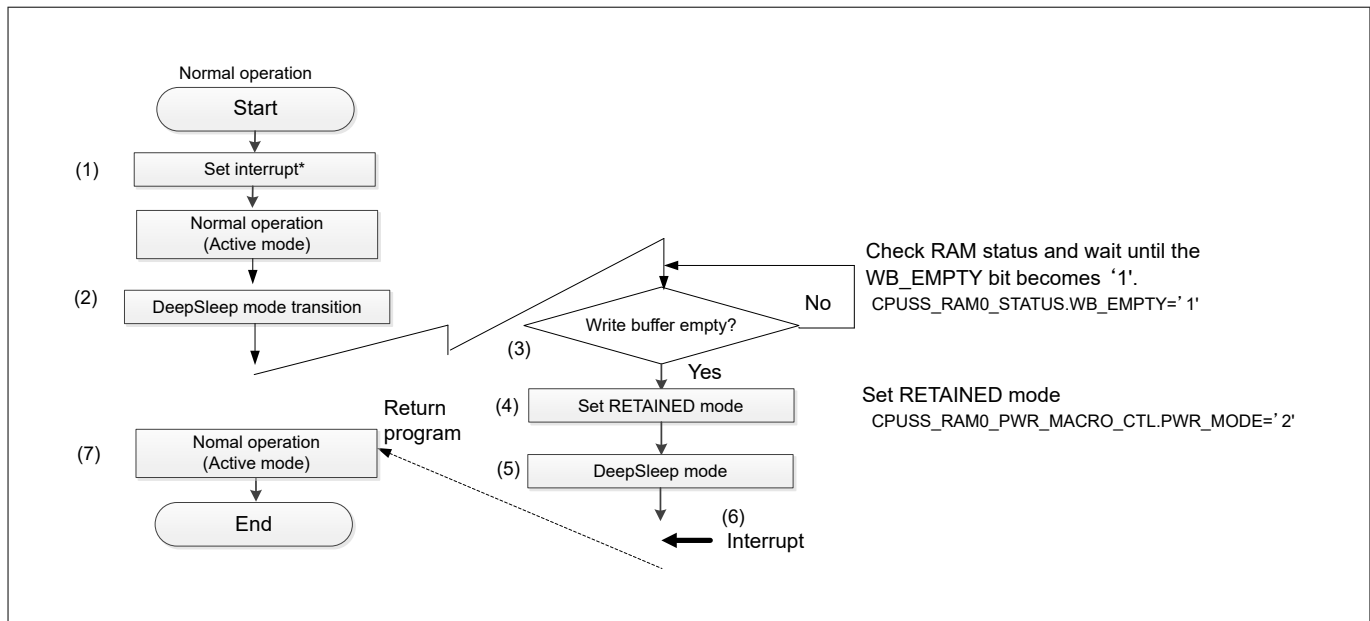 Normal operation
Start
(1)
Set interrupt*
Normal operation
(Active mode)
(2)
DeepSleep mode transition
Check RAM status and wait until the
WB_EMPTY bit becomes ‘1'.
CPUSS_RAM0_STATUS.WB_EMPTY=’1'
No
Write buffer empty?
(3)
Yes
Set RETAINED mode
CPUSS_RAM0_PWR_MACRO_CTL.PWR_MODE=’2'
(4)
Set RETAINED mode
(5)
DeepSleep mode
(6)
Interrupt
Return
program
(7)
Nomal operation
(Active mode)
End